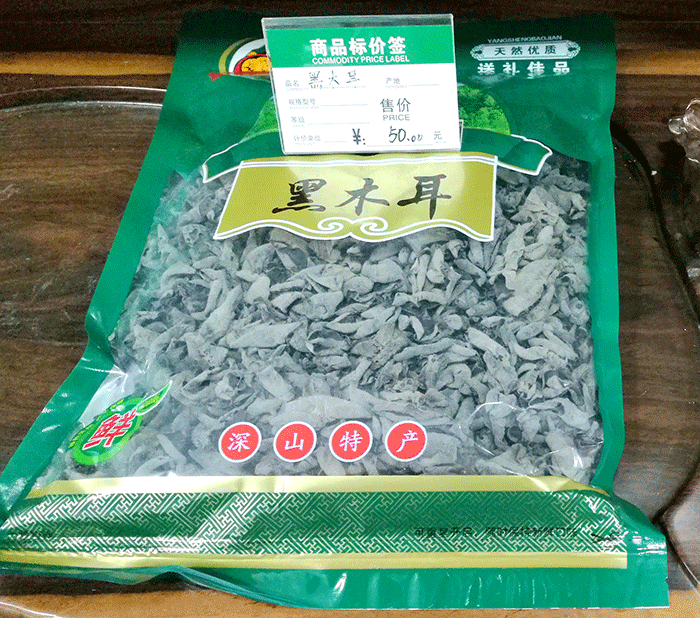 商品标价签
COMMODITY PRICE LABEL
品名 黑木耳 产地
规格型号
等级
售价
PRICE
计价单位 ¥: 50.00 元
YANGSHENGBAOJIAN
天然优质
送礼佳品
黑木耳
鲜
深山特产